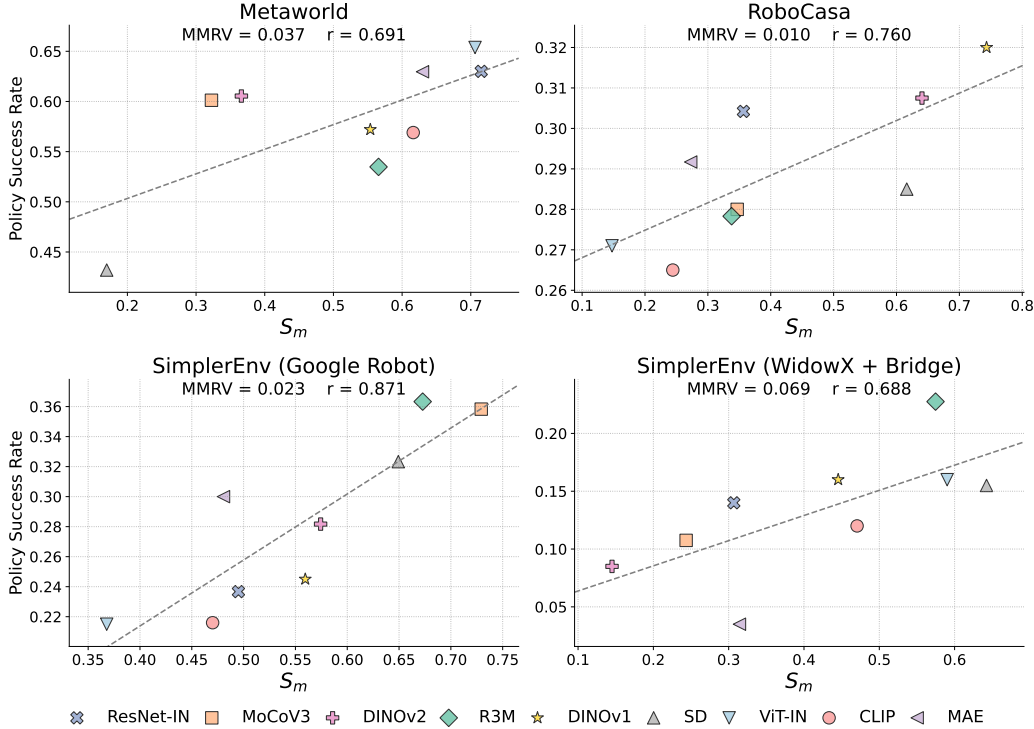 Metaworld
MMRV = 0.037 r = 0.691
Policy Success Rate
0.65
0.60
0.55
0.50
0.45
0.2 0.3 0.4 0.5 0.6 0.7
Sm
RoboCasa
MMRV = 0.010 r = 0.760
0.32
0.31
0.30
0.29
0.28
0.27
0.26
0.1 0.2 0.3 0.4 0.5 0.6 0.7 0.8
Sm
SimplerEnv (Google Robot)
MMRV = 0.023 r = 0.871
Policy Success Rate
0.36
0.34
0.32
0.30
0.28
0.26
0.24
0.22
0.35 0.40 0.45 0.50 0.55 0.60 0.65 0.70 0.75
Sm
SimplerEnv (WidowX + Bridge)
MMRV = 0.069 r = 0.688
0.20
0.15
0.10
0.05
0.1 0.2 0.3 0.4 0.5 0.6
Sm
ResNet-IN MoCoV3 DINOv2 R3M DINOv1 SD ViT-IN CLIP MAE